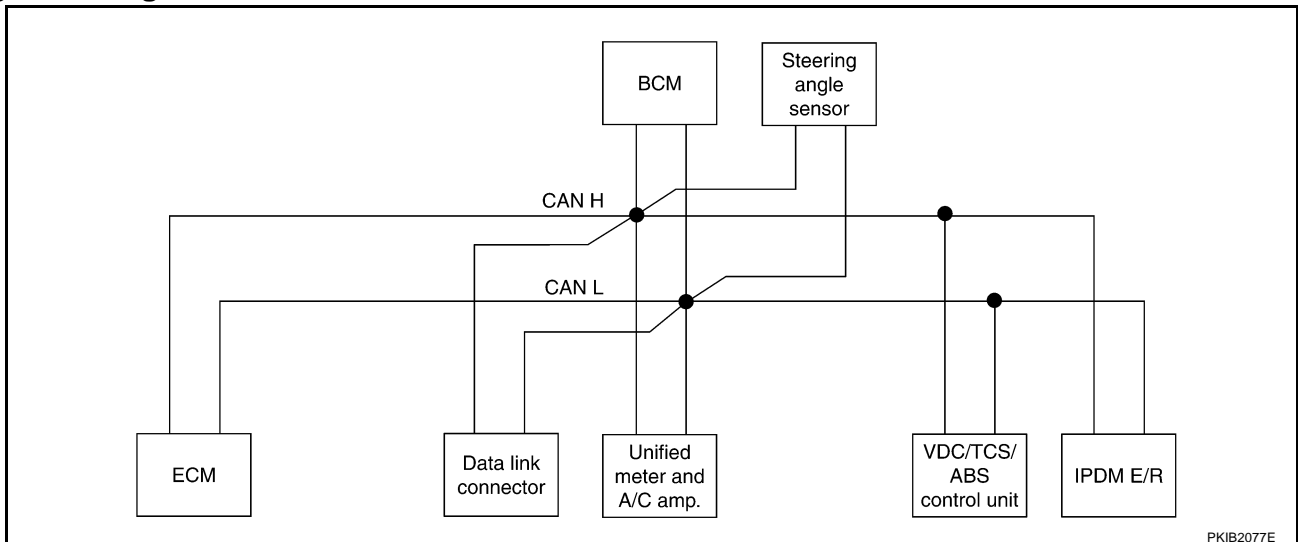 BCM
Steering
angle
sensor
CAN H
CAN L
ECM
Data link
connector
Unified
meter and
A/C amp.
VDC/TCS/
ABS
control unit
IPDM E/R
PKIB2077E